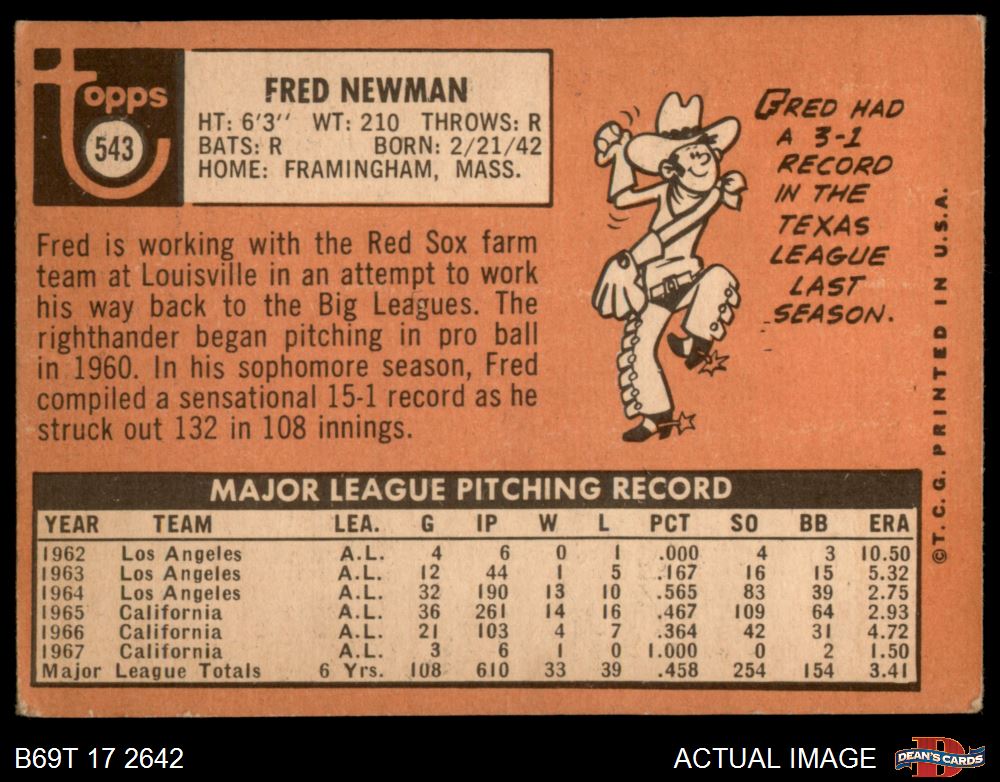 Topps
543
FRED NEWMAN
HT: 6'3" WT: 210 THROWS: R
BATS: R BORN: 2/21/42
HOME: FRAMINGHAM, MASS.
Fred is working with the Red Sox farm
team at Louisville in an attempt to work
his way back to the Big Leagues. The
righthander began pitching in pro ball
in 1960. In his sophomore season, Fred
compiled a sensational 15-1 record as he
struck out 132 in 108 innings.
FRED HAD
A 3-1
RECORD
IN THE
TEXAS
LEAGUE
LAST
SEASON.
©T.C.G. PRINTED IN U.S.A.
MAJOR LEAGUE PITCHING RECORD
YEAR TEAM LEA. G IP W L PCT SO BB ERA
1962 Los Angeles A.L. 4 6 0 1 .000 4 3 10.50
1963 Los Angeles A.L. 12 44 1 5 .167 16 15 5.32
1964 Los Angeles A.L. 32 190 13 10 .565 83 39 2.75
1965 California A.L. 36 261 14 16 .467 109 64 2.93
1966 California A.L. 21 103 4 7 .364 42 31 4.72
1967 California A.L. 3 6 1 0 1.000 0 2 1.50
Major League Totals 6 Yrs. 108 610 33 39 .458 254 154 3.41
B69T 17 2642
ACTUAL IMAGE
DEAN'S CARDS